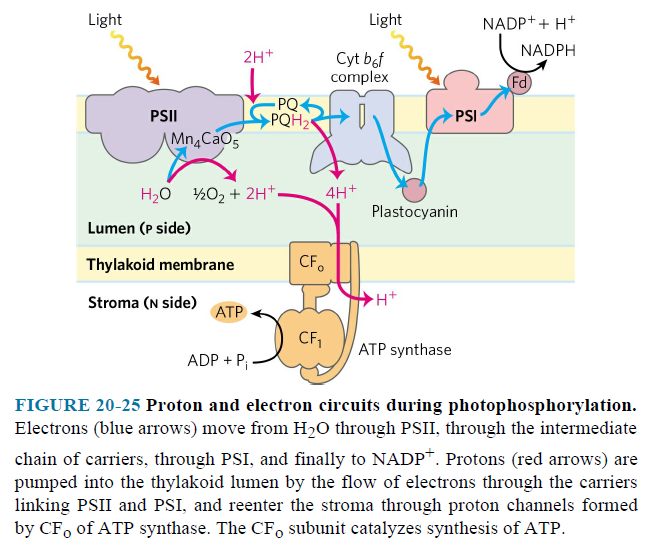 Light
Light
NADP⁺ + H⁺
NADPH
2H⁺
Cyt b₆f
complex
Fd
PQ
PSII
PQH₂
PSI
Mn₄CaO₅
H₂O ½O₂ + 2H⁺
4H⁺
Plastocyanin
Lumen (P side)
Thylakoid membrane
CFₒ
Stroma (N side)
H⁺
ATP
CF₁
ATP synthase
ADP + Pᵢ
FIGURE 20-25 Proton and electron circuits during photophosphorylation.
Electrons (blue arrows) move from H₂O through PSII, through the intermediate
chain of carriers, through PSI, and finally to NADP⁺. Protons (red arrows) are
pumped into the thylakoid lumen by the flow of electrons through the carriers
linking PSII and PSI, and reenter the stroma through proton channels formed
by CFₒ of ATP synthase. The CFₒ subunit catalyzes synthesis of ATP.